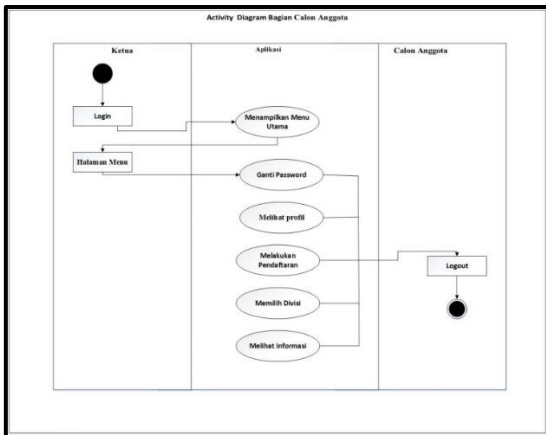 Activity Diagram Bagian Calon Anggota
Ketua
Aplikasi
Calon Anggota
Login
Menampilkan Menu
Utama
Halaman Menu
Ganti Password
Melihat profil
Melakukan
Pendaftaran
Logout
Memilih Divisi
Melihat Informasi